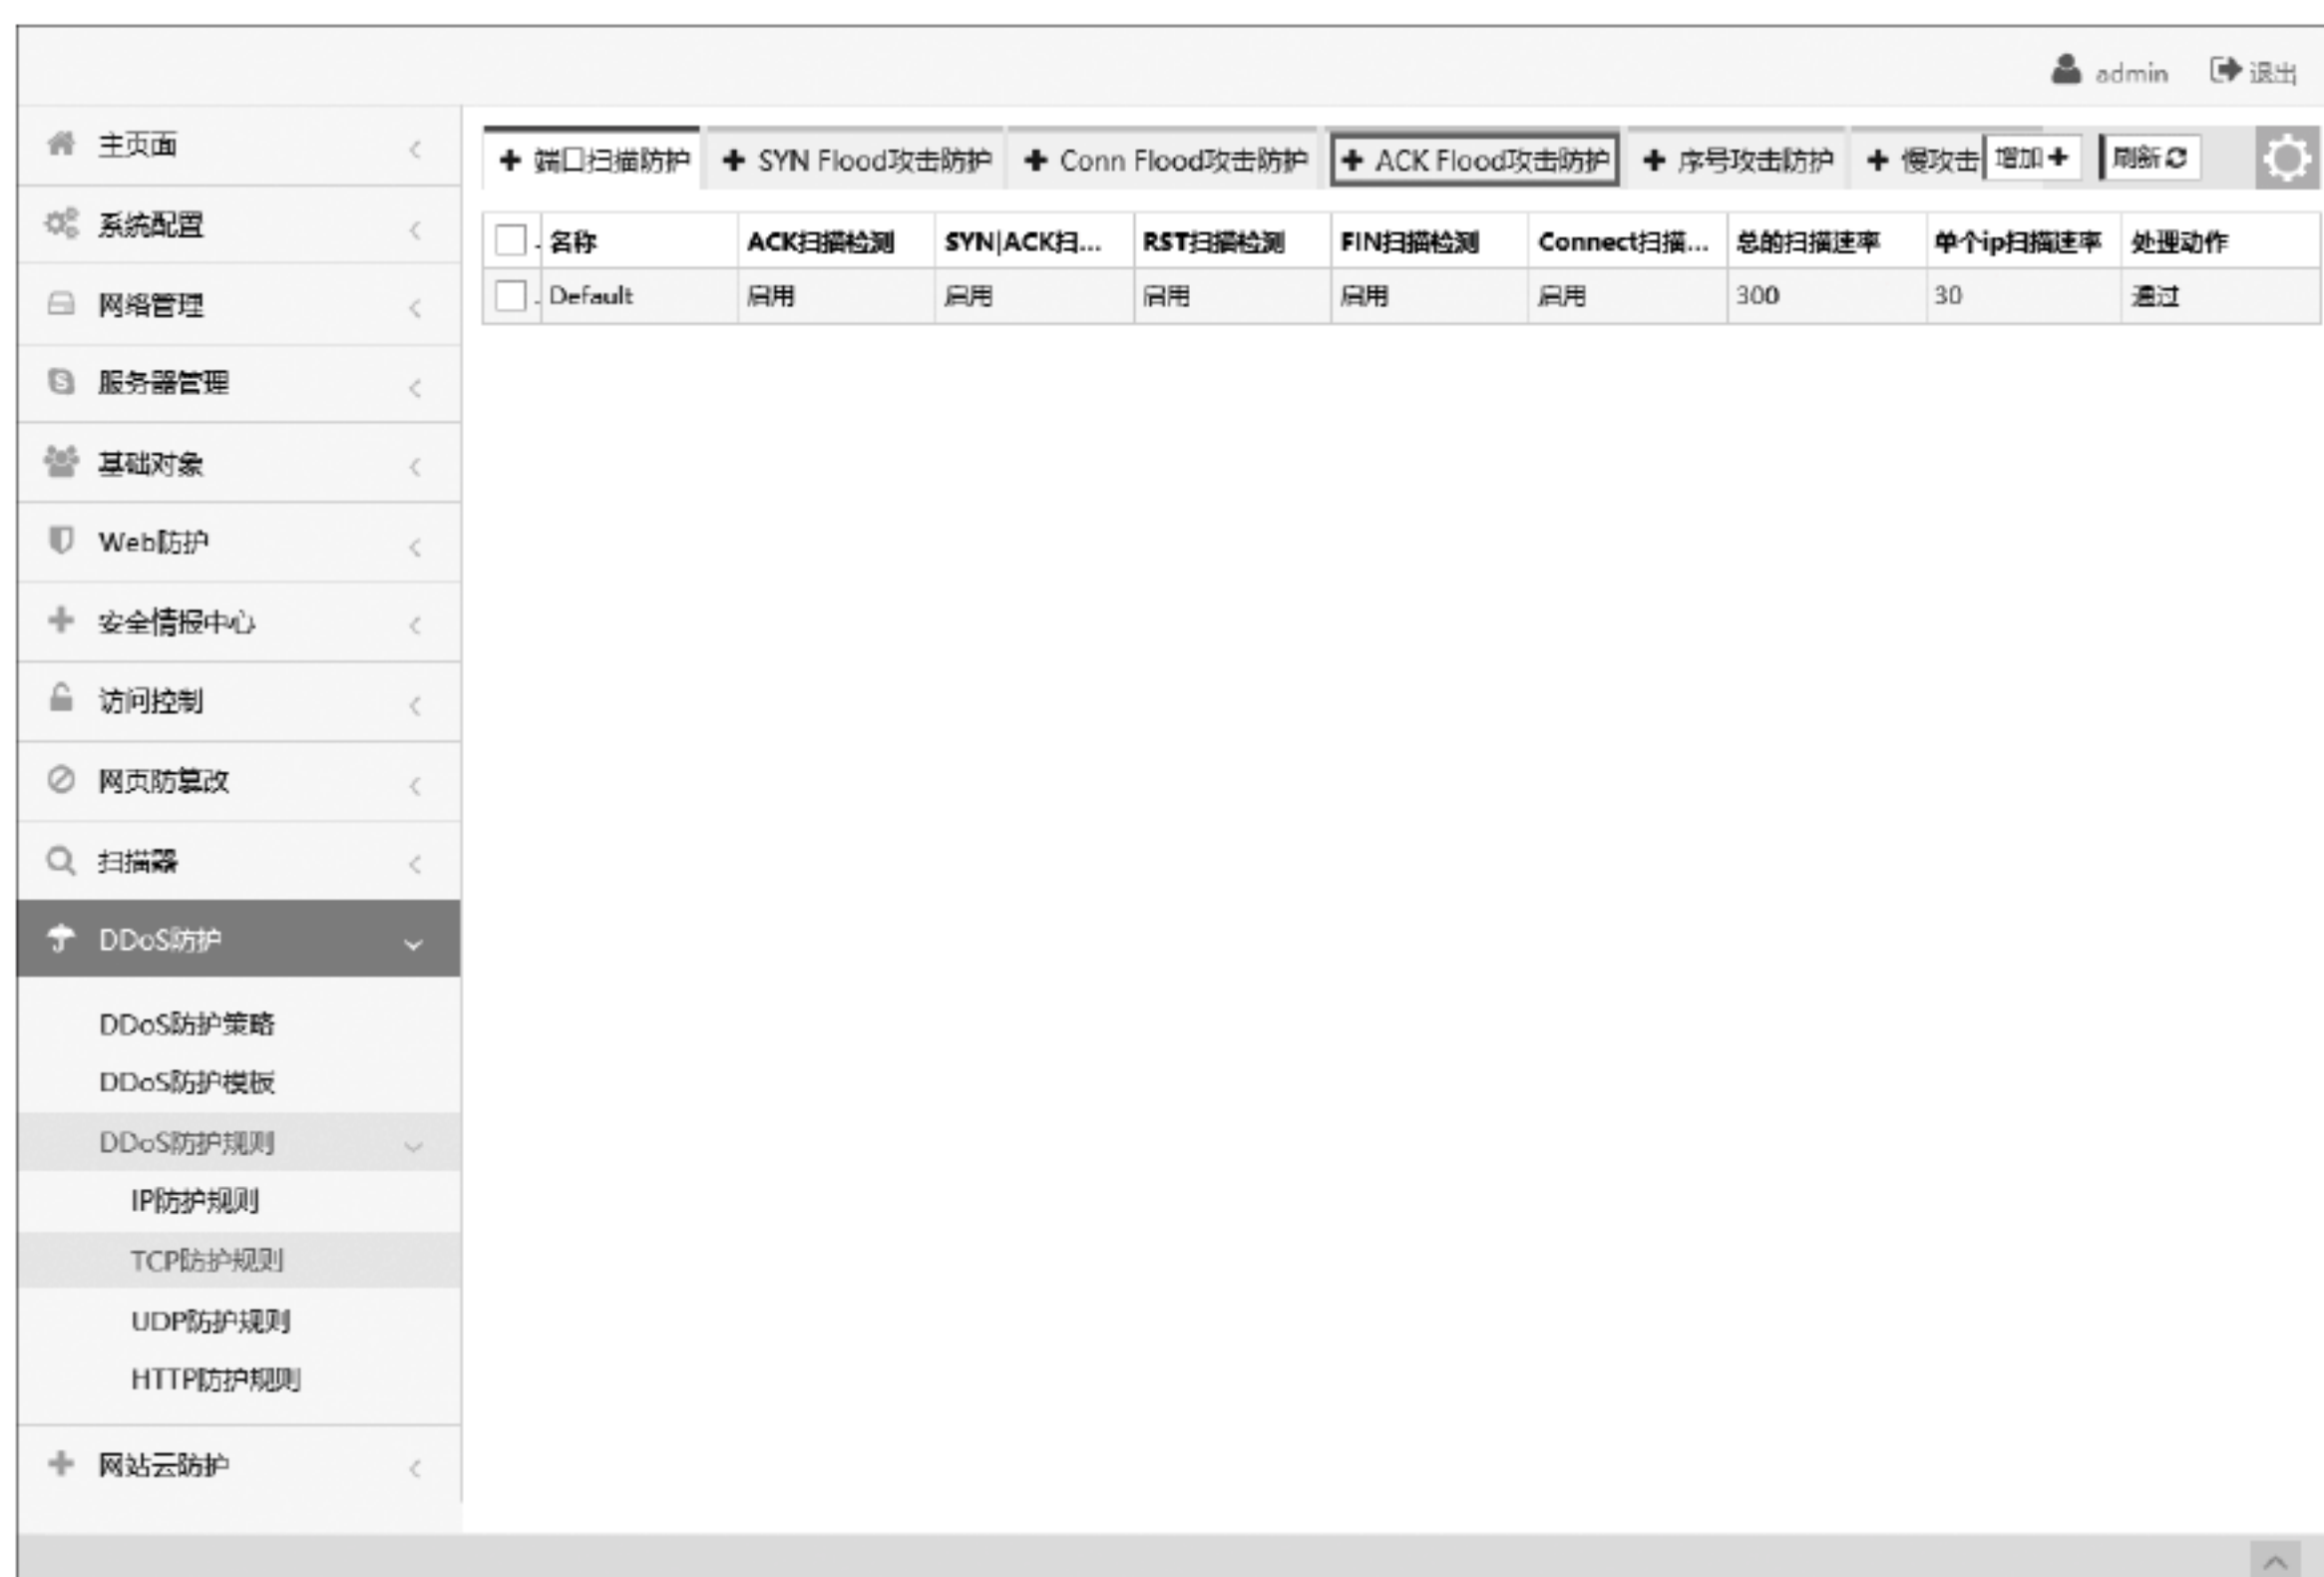 admin 退出
主页面
系统配置
网络管理
服务器管理
基础对象
Web防护
安全情报中心
访问控制
网页防篡改
扫描器
DDoS防护
DDoS防护策略
DDoS防护模板
DDoS防护规则
IP防护规则
TCP防护规则
UDP防护规则
HTTP防护规则
网站云防护
端口扫描防护 SYN Flood攻击防护 Conn Flood攻击防护 ACK Flood攻击防护 序号攻击防护 慢攻击 增加 刷新
名称 ACK扫描检测 SYN|ACK扫... RST扫描检测 FIN扫描检测 Connect扫描... 总的扫描速率 单个ip扫描速率 处理动作
Default 启用 启用 启用 启用 启用 300 30 通过